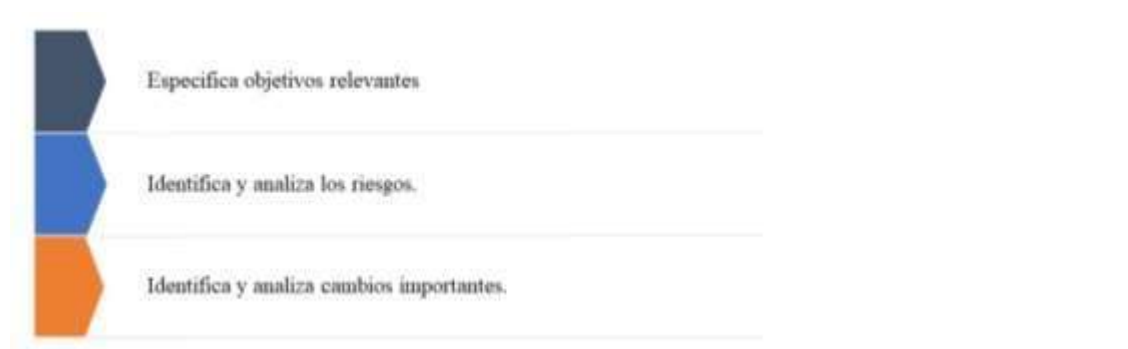 Especifica objetivos relevantes
Identifica y analiza los riesgos.
Identifica y analiza cambios importantes.